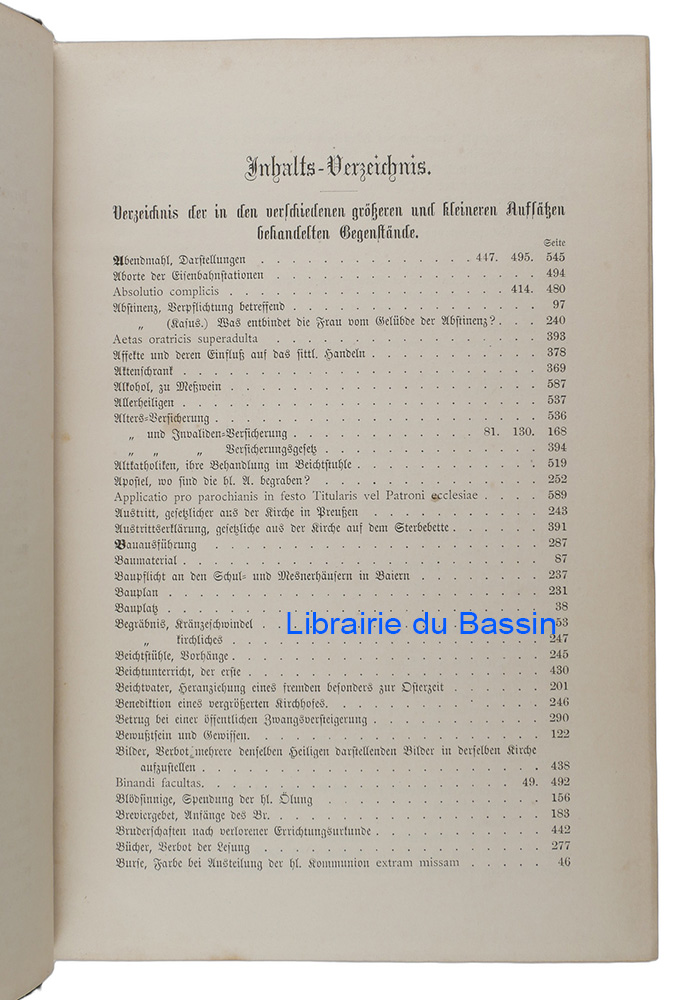 Inhalts-Verzeichnis.
Verzeichnis der in den verschiedenen größeren und kleineren Aufsätzen
behandelten Gegenstände.
Seite
Abendmahl, Darstellungen . . . . . . . . . . . . . . 447. 495. 545
Aborte der Eisenbahnstationen . . . . . . . . . . . . . . 494
Absolutio complicis . . . . . . . . . . . . . . 414. 480
Abstinenz, Verpflichtung betreffend . . . . . . . . . . . . . . 97
„ (Kasus.) Was entbindet die Frau vom Gelübde der Abstinenz? . . . 240
Aetas oratricis superadulta . . . . . . . . . . . . . . 393
Affekte und deren Einfluß auf das sittl. Handeln . . . . . . . . . . 378
Aktenschrank . . . . . . . . . . . . . . 369
Alkohol, zu Meßwein . . . . . . . . . . . . . . 587
Allerheiligen . . . . . . . . . . . . . . 537
Alters-Versicherung . . . . . . . . . . . . . . 536
„ und Invaliden-Versicherung . . . . . . . . . . 81. 130. 168
„ „ „ Versicherungsgesetz . . . . . . . . . . 394
Altkatholiken, ihre Behandlung im Beichtstuhle . . . . . . . . . . 519
Apostel, wo sind die hl. A. begraben? . . . . . . . . . . . . 252
Applicatio pro parochianis in festo Titularis vel Patroni ecclesiae . . . . 589
Austritt, gesetzlicher aus der Kirche in Preußen . . . . . . . . . . 243
Austrittserklärung, gesetzliche aus der Kirche auf dem Sterbebette . . . . . 391
Bauausführung . . . . . . . . . . . . . . 287
Baumaterial . . . . . . . . . . . . . . 87
Baupflicht an den Schul- und Mesnerhäusern in Baiern . . . . . . . 237
Bauplan . . . . . . . . . . . . . . 231
Bauplatz . . . . . . . . . . . . . . 38
Begräbnis, Kränzeschwindel . . . . . . . . . . . . . . 53
„ kirchliches . . . . . . . . . . . . . . 247
Beichtstühle, Vorhänge . . . . . . . . . . . . . . 245
Beichtunterricht, der erste . . . . . . . . . . . . . . 430
Beichtvater, Heranziehung eines fremden besonders zur Osterzeit . . . . . . 201
Benediktion eines vergrößerten Kirchhofes . . . . . . . . . . . . 246
Betrug bei einer öffentlichen Zwangsversteigerung . . . . . . . . . . 290
Bewußtsein und Gewissen . . . . . . . . . . . . . . 122
Bilder, Verbot mehrere denselben Heiligen darstellenden Bilder in derselben Kirche
aufzustellen . . . . . . . . . . . . . . 438
Binandi facultas . . . . . . . . . . . . . . 49. 492
Blödsinnige, Spendung der hl. Ölung . . . . . . . . . . . . 156
Breviergebet, Anfänge des Br. . . . . . . . . . . . . . . 183
Bruderschaften nach verlorener Errichtungsurkunde . . . . . . . . . . 442
Bücher, Verbot der Lesung . . . . . . . . . . . . . . 277
Burse, Farbe bei Austeilung der hl. Kommunion extram missam . . . . . 46
Librairie du Bassin